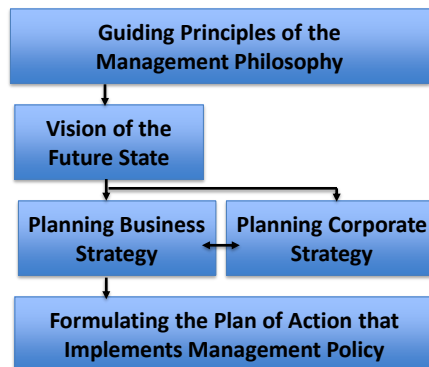 Guiding Principles of the
Management Philosophy
Vision of the
Future State
Planning Business
Strategy
Planning Corporate
Strategy
Formulating the Plan of Action that
Implements Management Policy